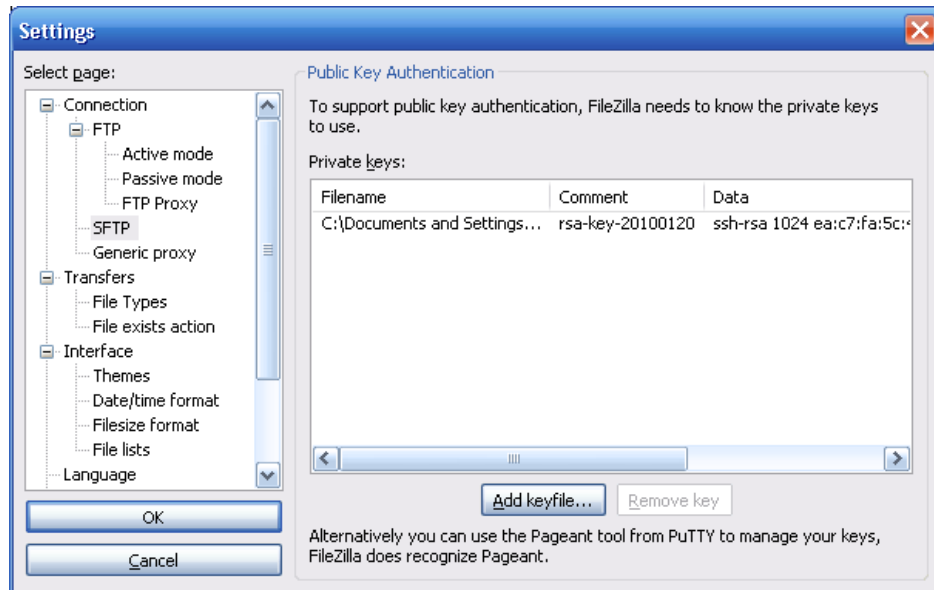 Settings
Select page:
Connection
FTP
Active mode
Passive mode
FTP Proxy
SFTP
Generic proxy
Transfers
File Types
File exists action
Interface
Themes
Date/time format
Filesize format
File lists
Language
OK
Cancel
Public Key Authentication
To support public key authentication, FileZilla needs to know the private keys
to use.
Private keys:
Filename Comment Data
C:\Documents and Settings... rsa-key-20100120 ssh-rsa 1024 ea:c7:fa:5c:
Add keyfile... Remove key
Alternatively you can use the Pageant tool from PuTTY to manage your keys,
FileZilla does recognize Pageant.